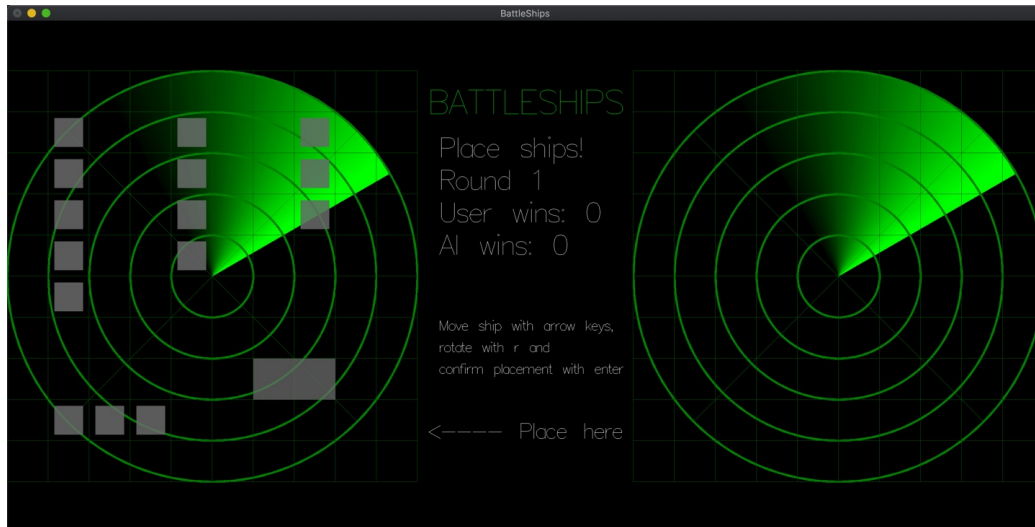 BattleShips
BATTLESHIPS
Place ships!
Round 1
User wins: 0
AI wins: 0
Move ship with arrow keys,
rotate with r and
confirm placement with enter
<---- Place here